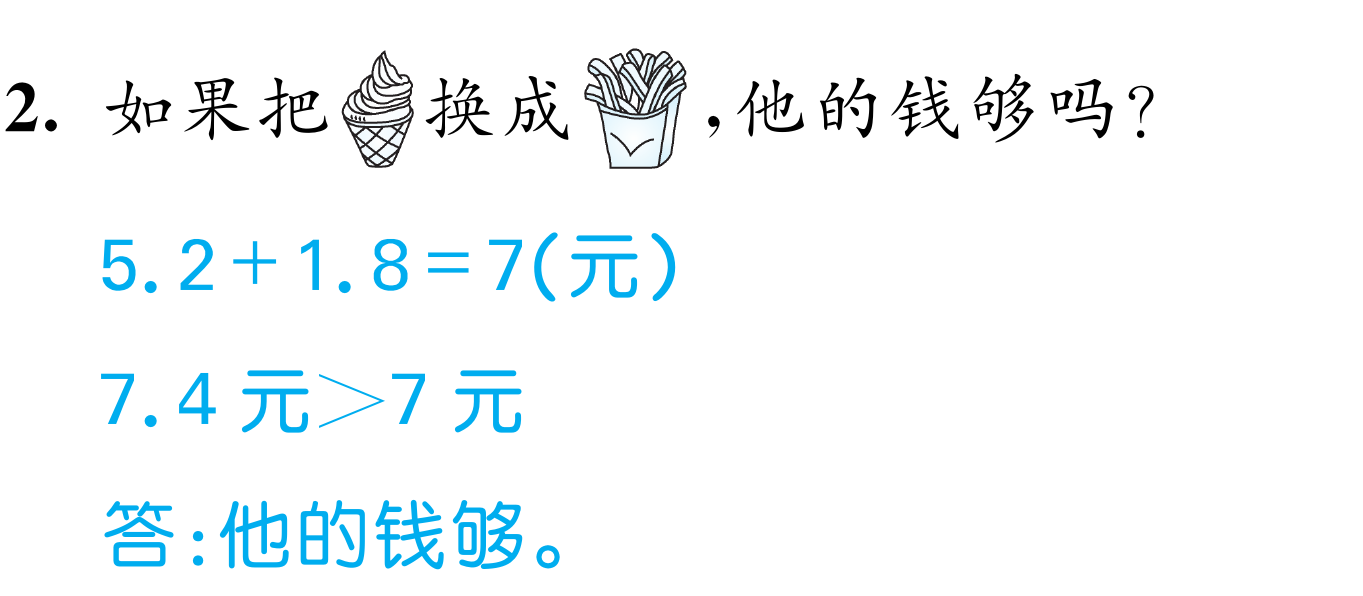 2. 如果把换成,他的钱够吗?
5.2+1.8=7(元)
7.4元>7元
答:他的钱够。